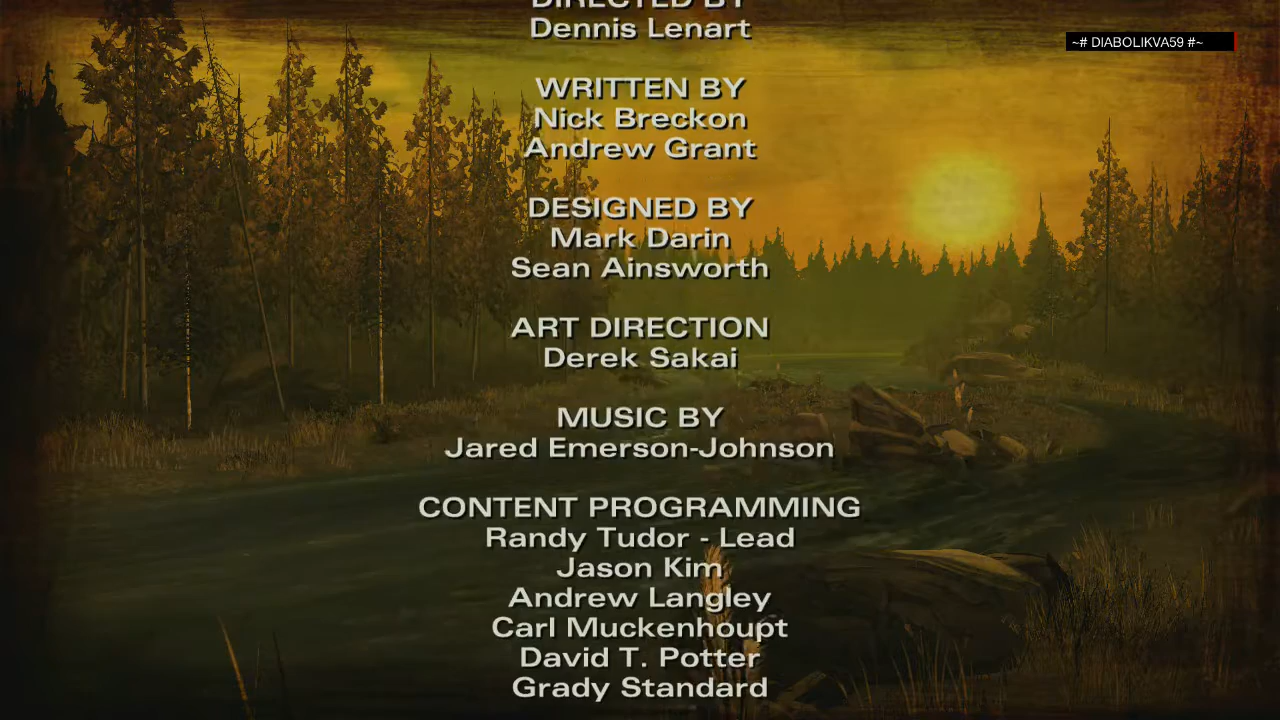 DIRECTED BY
Dennis Lenart
~# DIABOLIKVA59 #~
WRITTEN BY
Nick Breckon
Andrew Grant
DESIGNED BY
Mark Darin
Sean Ainsworth
ART DIRECTION
Derek Sakai
MUSIC BY
Jared Emerson-Johnson
CONTENT PROGRAMMING
Randy Tudor - Lead
Jason Kim
Andrew Langley
Carl Muckenhoupt
David T. Potter
Grady Standard